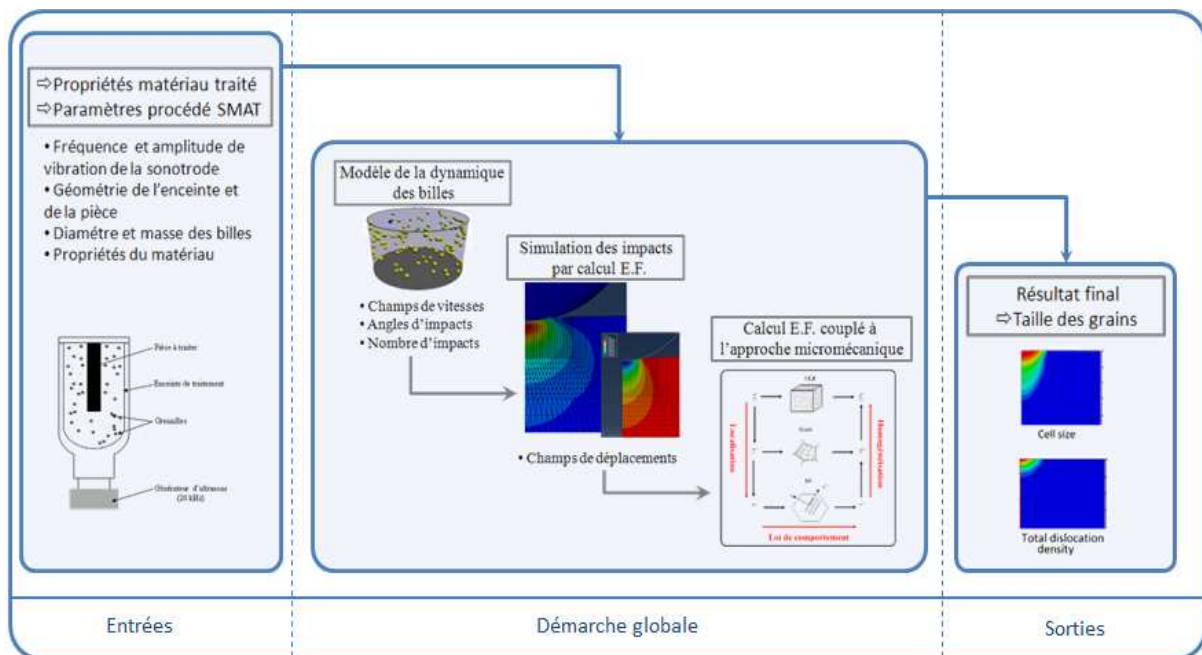 ⇨Propriétés matériau traité
⇨Paramètres procédé SMAT
• Fréquence et amplitude de
vibration de la sonotrode
• Géométrie de l’enceinte et
de la pièce
• Diamétre et masse des billes
• Propriétés du matériau
Pièce à traiter
Enceinte de traitement
Grenailles
Générateur d'ultrasons
(20 kHz)
Modèle de la dynamique
des billes
• Champs de vitesses
• Angles d’impacts
• Nombre d’impacts
Simulation des impacts
par calcul E.F.
• Champs de déplacements
Calcul E.F. couplé à
l’approche micromécanique
Localisation
Homogénéisation
Loi de comportement
Résultat final
⇨Taille des grains
Cell size
Total dislocation
density
Entrées
Démarche globale
Sorties